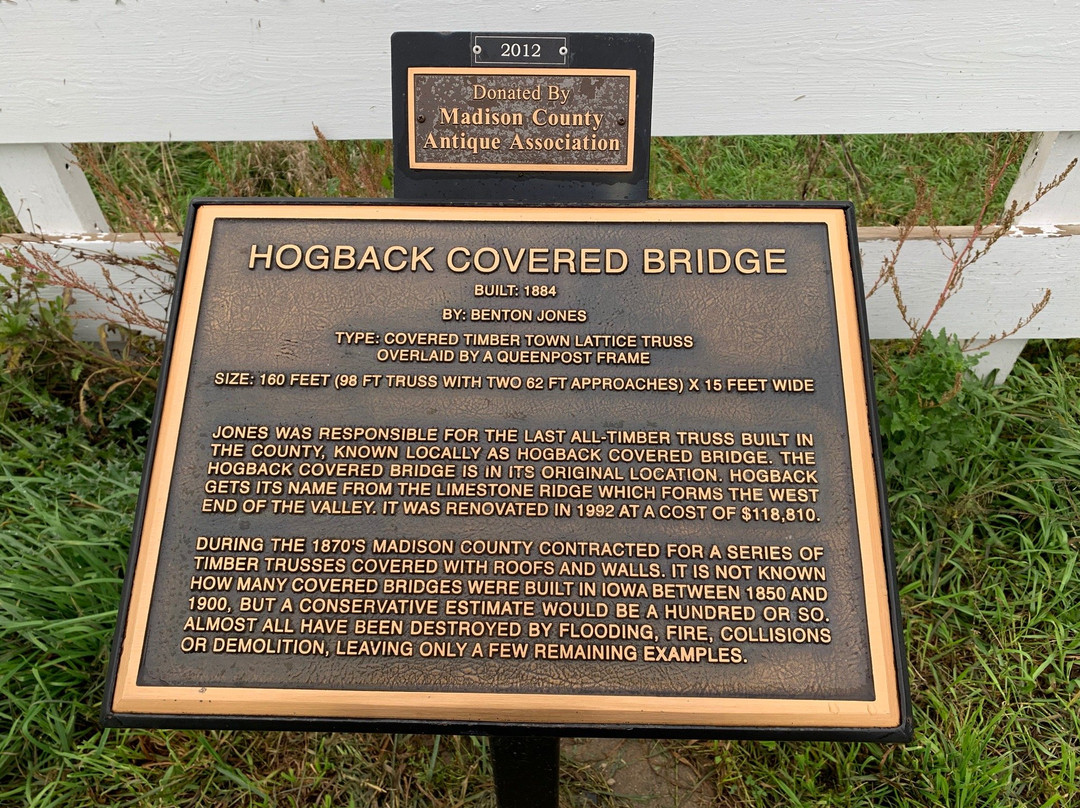 2012
Donated By
Madison County
Antique Association
HOGBACK COVERED BRIDGE
BUILT: 1884
BY: BENTON JONES
TYPE: COVERED TIMBER TOWN LATTICE TRUSS
OVERLAID BY A QUEENPOST FRAME
SIZE: 160 FEET (98 FT TRUSS WITH TWO 62 FT APPROACHES) X 15 FEET WIDE
JONES WAS RESPONSIBLE FOR THE LAST ALL-TIMBER TRUSS BUILT IN
THE COUNTY, KNOWN LOCALLY AS HOGBACK COVERED BRIDGE. THE
HOGBACK COVERED BRIDGE IS IN ITS ORIGINAL LOCATION. HOGBACK
GETS ITS NAME FROM THE LIMESTONE RIDGE WHICH FORMS THE WEST
END OF THE VALLEY. IT WAS RENOVATED IN 1992 AT A COST OF $118,810.
DURING THE 1870'S MADISON COUNTY CONTRACTED FOR A SERIES OF
TIMBER TRUSSES COVERED WITH ROOFS AND WALLS. IT IS NOT KNOWN
HOW MANY COVERED BRIDGES WERE BUILT IN IOWA BETWEEN 1850 AND
1900, BUT A CONSERVATIVE ESTIMATE WOULD BE A HUNDRED OR SO.
ALMOST ALL HAVE BEEN DESTROYED BY FLOODING, FIRE, COLLISIONS
OR DEMOLITION, LEAVING ONLY A FEW REMAINING EXAMPLES.